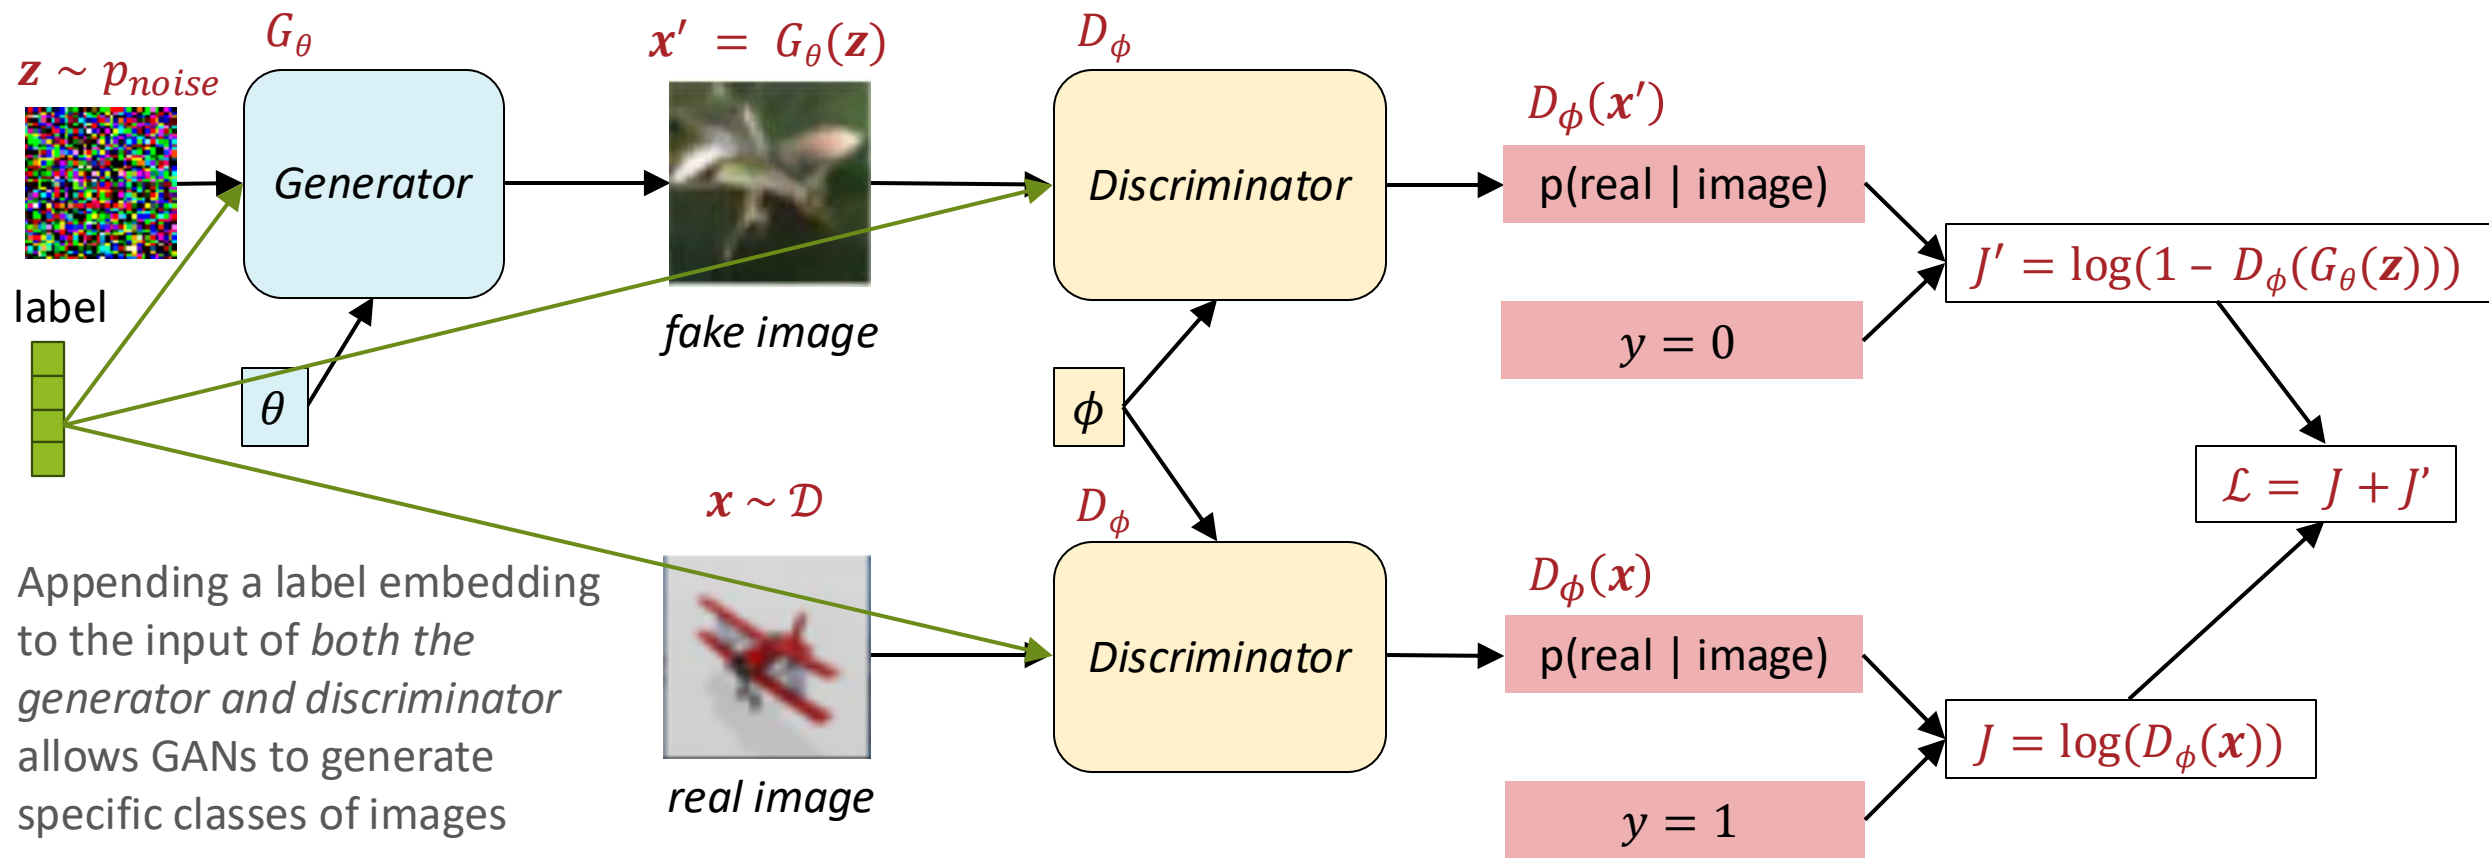 G_θ
𝒙′ = G_θ(𝒛)
D_ϕ
𝒛 ~ p_noise
D_ϕ(𝒙′)
Generator
Discriminator
p(real | image)
J′ = log(1 – D_ϕ(G_θ(𝒛)))
label
fake image
y = 0
θ
ϕ
ℒ = J + J’
𝒙 ~ 𝒟
D_ϕ
D_ϕ(𝒙)
Discriminator
p(real | image)
J = log(D_ϕ(𝒙))
real image
y = 1
Appending a label embedding
to the input of both the
generator and discriminator
allows GANs to generate
specific classes of images